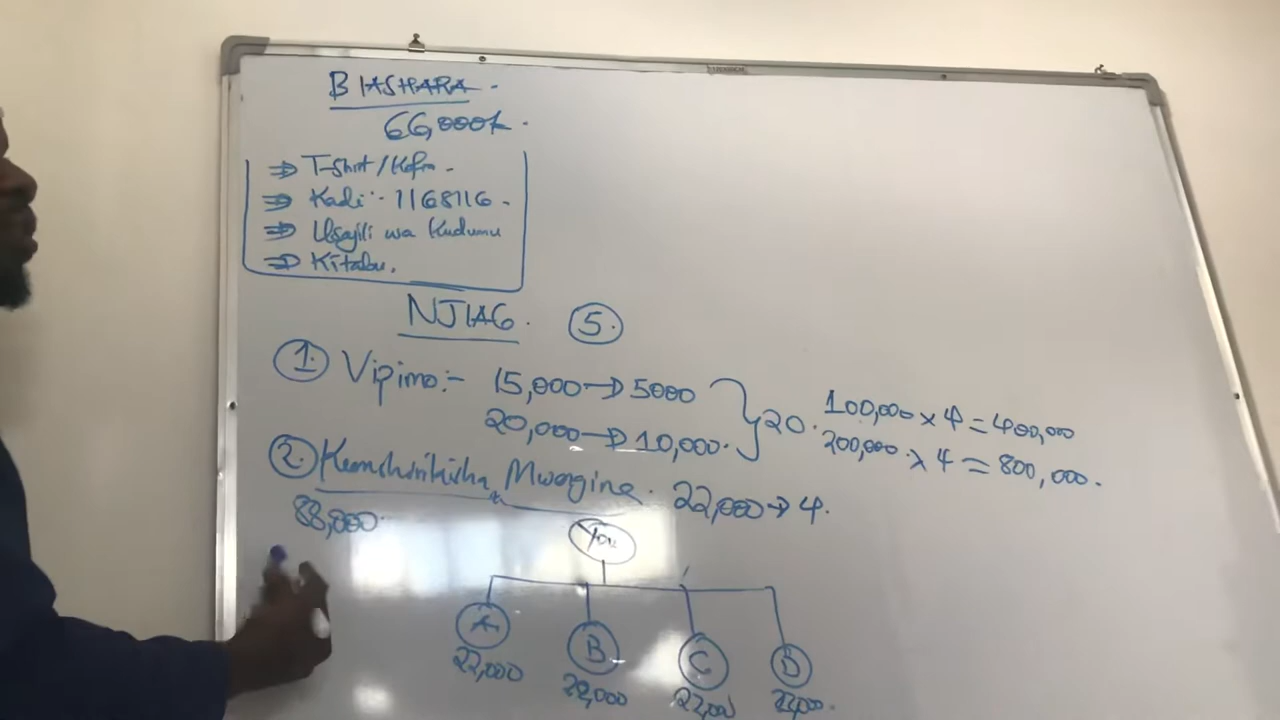 BIASHARA -
66,000/= .
⇒ T-Shirt / Kofia -
⇒ Kadi :- 1168116 -
⇒ Usajili wa Kudumu
⇒ Kitabu.
NJIA 6. 5.
1. Vipimo:- 15,000 → 5000
20,000 → 10,000.
20.
100,000 x 4 = 400,000
200,000 x 4 = 800,000.
2. Kumshirikisha Mwengine. 22,000 → 4.
88,000.
You
A B C D
22,000 22,000 22,000 22,000.